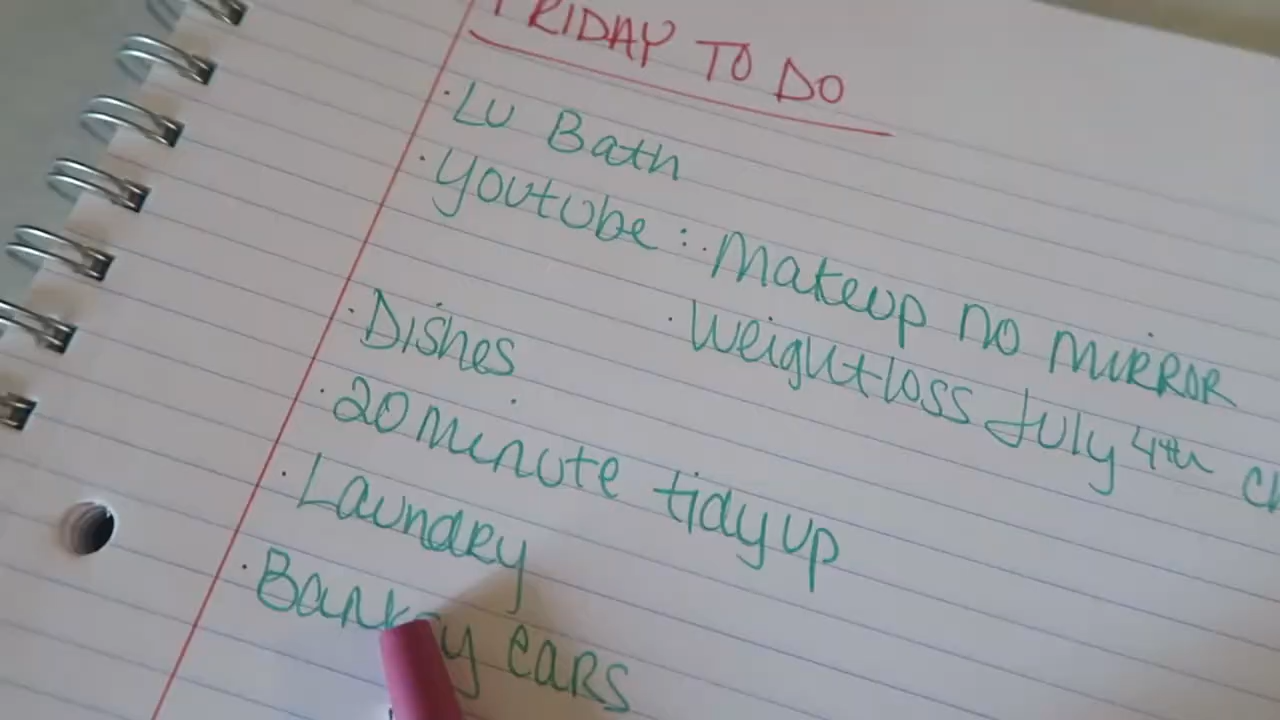 FRIDAY TO DO
· Lu Bath
· Youtube : · Makeup no MIRROR
· Weightloss July 4th
· Dishes
· 20 minute tidy up
· Laundry
· ears